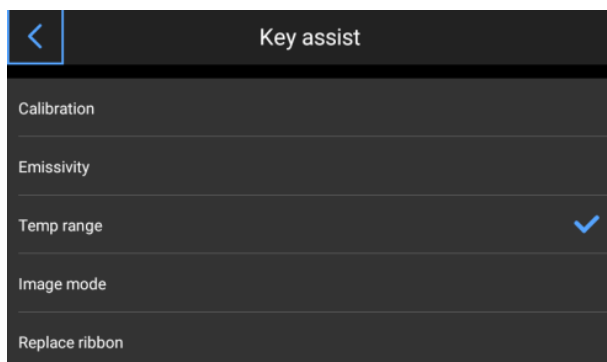 Key assist
Calibration
Emissivity
Temp range
Image mode
Replace ribbon